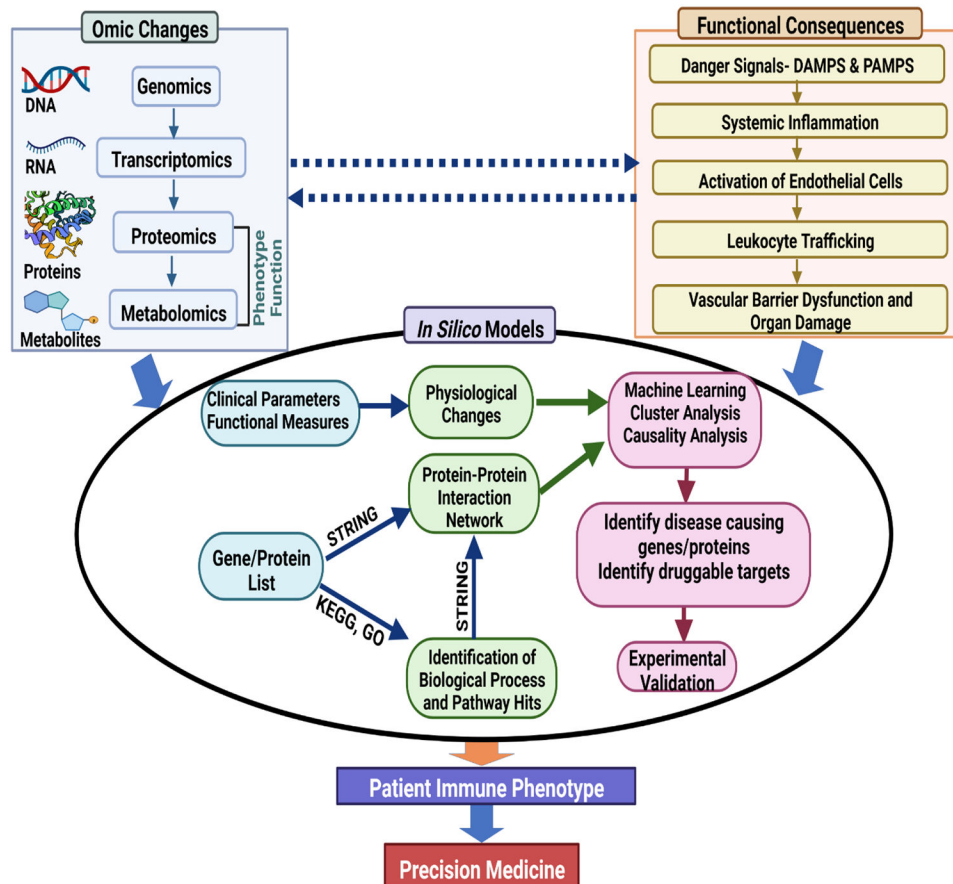 Omic Changes
DNA
Genomics
RNA
Transcriptomics
Proteins
Proteomics
Metabolites
Metabolomics
Phenotype
Function
Functional Consequences
Danger Signals- DAMPS & PAMPS
Systemic Inflammation
Activation of Endothelial Cells
Leukocyte Trafficking
Vascular Barrier Dysfunction and
Organ Damage
In Silico Models
Clinical Parameters
Functional Measures
Physiological
Changes
Machine Learning
Cluster Analysis
Causality Analysis
Protein-Protein
Interaction
Network
STRING
Gene/Protein
List
KEGG, GO
STRING
Identification of
Biological Process
and Pathway Hits
Identify disease causing
genes/proteins
Identify druggable targets
Experimental
Validation
Patient Immune Phenotype
Precision Medicine